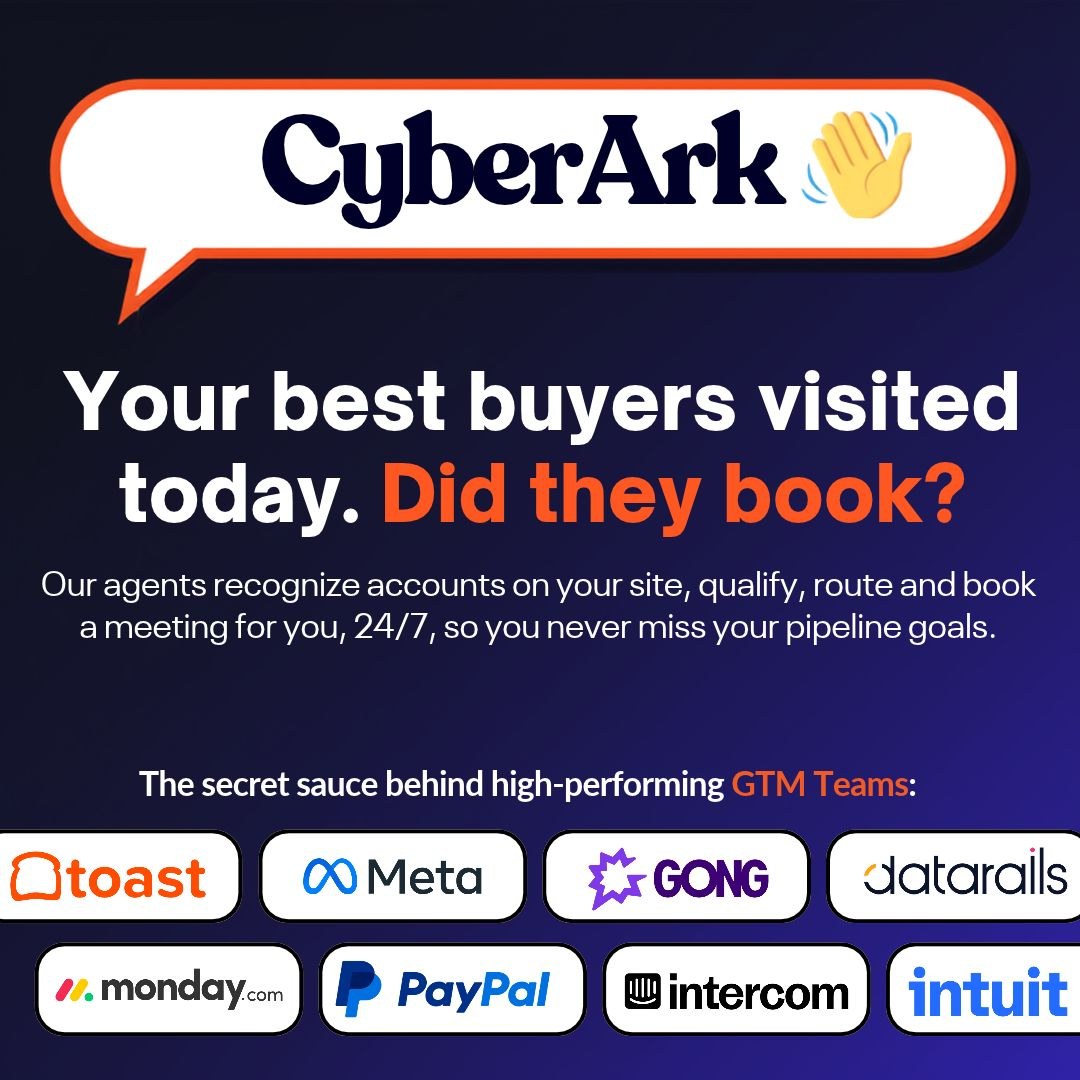 CyberArk 👋
Your best buyers visited
today. Did they book?
Our agents recognize accounts on your site, qualify, route and book
a meeting for you, 24/7, so you never miss your pipeline goals.
The secret sauce behind high-performing GTM Teams:
toast
Meta
GONG
datarails
monday.com
PayPal
intercom
intuit